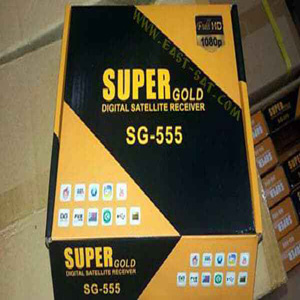 Full HD
1080p
WWW.EAST-SAT.COM
SUPER GOLD
DIGITAL SATELLITE RECEIVER
SG-555
SUPER GOLD
DIGITAL SATELLITE RECEIVER
SG-555